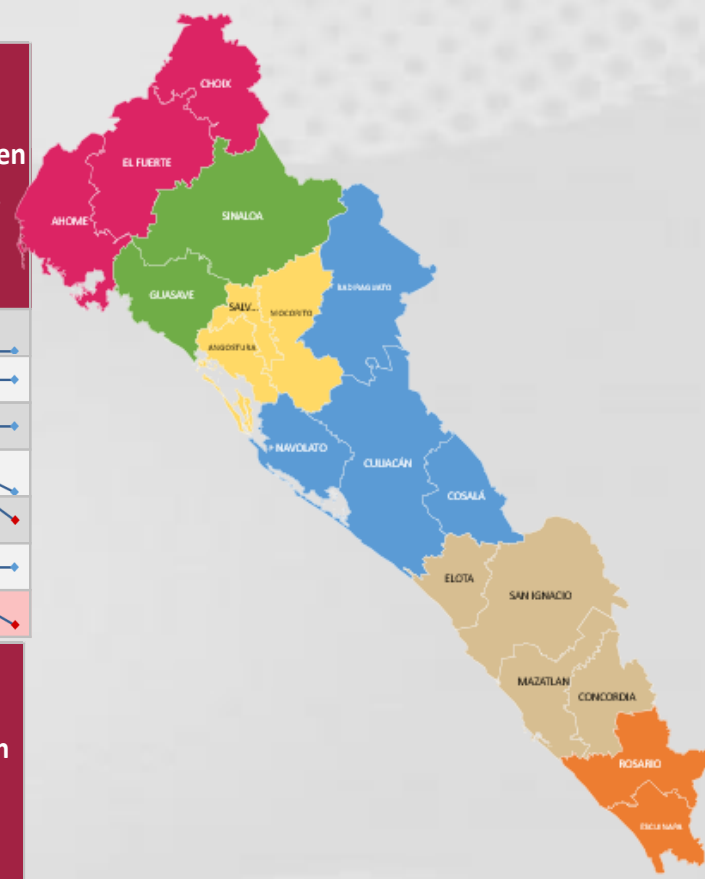 CHOIX
en
EL FUERTE
SINALOA
AHOME
BADIRAGUATO
GUASAVE
SALV...
MOCORITO
ANGOSTURA
NAVOLATO
CULIACÁN
COSALÁ
ELOTA
SAN IGNACIO
MAZATLAN
CONCORDIA
n
ROSARIO
ESCUINAPA